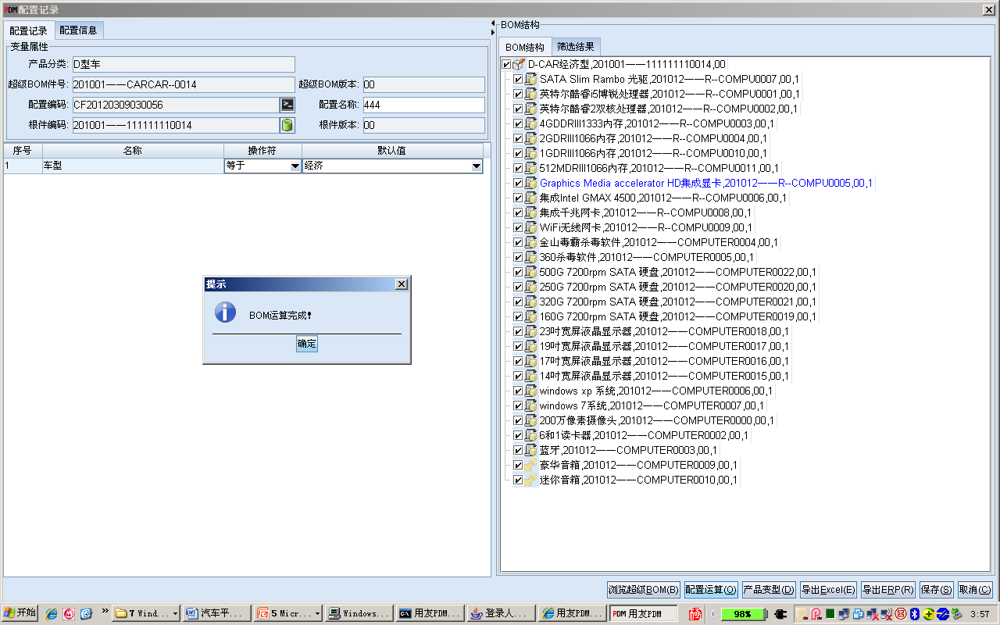 PDM 配置记录
配置记录 配置信息
变量属性
产品分类: D型车
超级BOM件号: 201001——CARCAR--0014 超级BOM版本: 00
配置编码: CF20120309030056 配置名称: 444
根件编码: 201001——111111110014 根件版本: 00
序号 名称 操作符 默认值
1 车型 等于 经济
提示
BOM运算完成!
确定
BOM结构
BOM结构 筛选结果
D-CAR经济型,201001——111111110014,00
SATA Slim Rambo 光驱,201012——R--COMPU0007,00,1
英特尔酷睿i5博锐处理器,201012——R--COMPU0001,00,1
英特尔酷睿2双核处理器,201012——R--COMPU0002,00,1
4GDDRIII1333内存,201012——R--COMPU0003,00,1
2GDRIII1066内存,201012——R--COMPU0004,00,1
1GDRIII1066内存,201012——R--COMPU0010,00,1
512MDRIII1066内存,201012——R--COMPU0011,00,1
Graphics Media accelerator HD集成显卡,201012——R--COMPU0005,00,1
集成Intel GMAX 4500,201012——R--COMPU0006,00,1
集成千兆网卡,201012——R--COMPU0008,00,1
WiFi无线网卡,201012——R--COMPU0009,00,1
金山毒霸杀毒软件,201012——COMPUTER0004,00,1
360杀毒软件,201012——COMPUTER0005,00,1
500G 7200rpm SATA 硬盘,201012——COMPUTER0022,00,1
250G 7200rpm SATA 硬盘,201012——COMPUTER0020,00,1
320G 7200rpm SATA 硬盘,201012——COMPUTER0021,00,1
160G 7200rpm SATA 硬盘,201012——COMPUTER0019,00,1
23吋宽屏液晶显示器,201012——COMPUTER0018,00,1
19吋宽屏液晶显示器,201012——COMPUTER0017,00,1
17吋宽屏液晶显示器,201012——COMPUTER0016,00,1
14吋宽屏液晶显示器,201012——COMPUTER0015,00,1
windows xp 系统,201012——COMPUTER0006,00,1
windows 7系统,201012——COMPUTER0007,00,1
200万像素摄像头,201012——COMPUTER0000,00,1
6和1读卡器,201012——COMPUTER0002,00,1
蓝牙,201012——COMPUTER0003,00,1
豪华音箱,201012——COMPUTER0009,00,1
迷你音箱,201012——COMPUTER0010,00,1
浏览超级BOM(B) 配置运算(O) 产品变型(D) 导出Excel(E) 导出ERP(R) 保存(S) 取消(C)
开始 » 7 Wind... 汽车平... 5 Micr... Windows... 用友PDM... 登录人... 用友PDM... PDM 用友PDM 98% 3:57